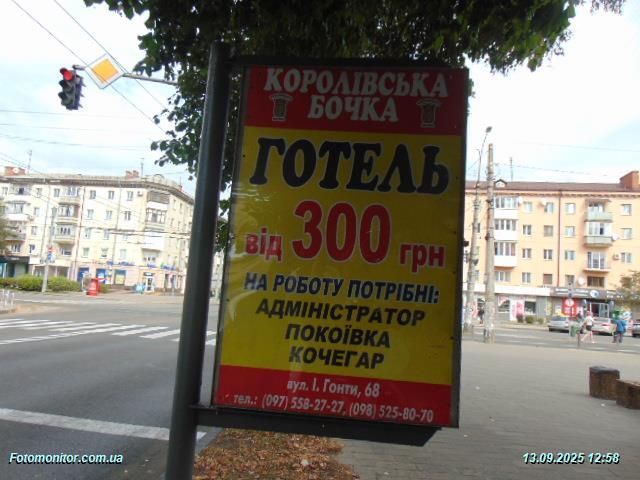 КОРОЛІВСЬКА
БОЧКА
ГОТЕЛЬ
від 300 грн
НА РОБОТУ ПОТРІБНІ:
АДМІНІСТРАТОР
ПОКОЇВКА
КОЧЕГАР
вул. І. Гонти, 68
тел.: (097) 558-27-27, (098) 525-80-70
Fotomonitor.com.ua
13.09.2025 12:58